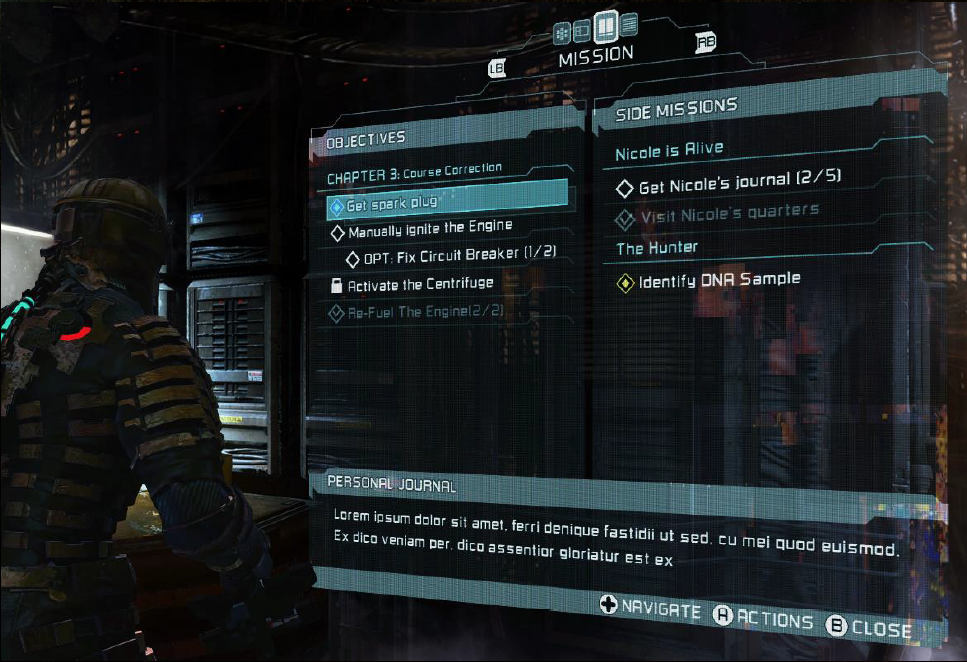 MISSION
LB
RB
OBJECTIVES
CHAPTER 3: Course Correction
Get spark plug
Manually ignite the Engine
OPT: Fix Circuit Breaker (1/2)
Activate the Centrifuge
Re-Fuel The Engine(2/2)
SIDE MISSIONS
Nicole is Alive
Get Nicole's journal (2/5)
Visit Nicole's quarters
The Hunter
Identify DNA Sample
PERSONAL JOURNAL
Lorem ipsum dolor sit amet, ferri denique fastidii ut sed, cu mei quod euismod.
Ex dico veniam per, dico assentior gloriatur est ex
NAVIGATE A ACTIONS B CLOSE